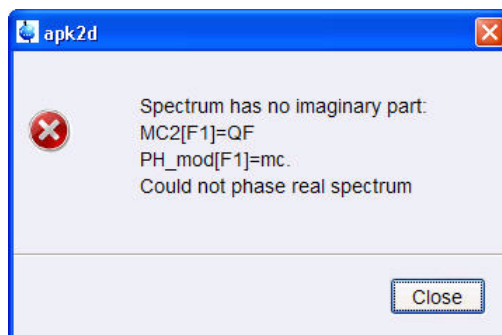 apk2d
Spectrum has no imaginary part:
MC2[F1]=QF
PH_mod[F1]=mc.
Could not phase real spectrum
Close